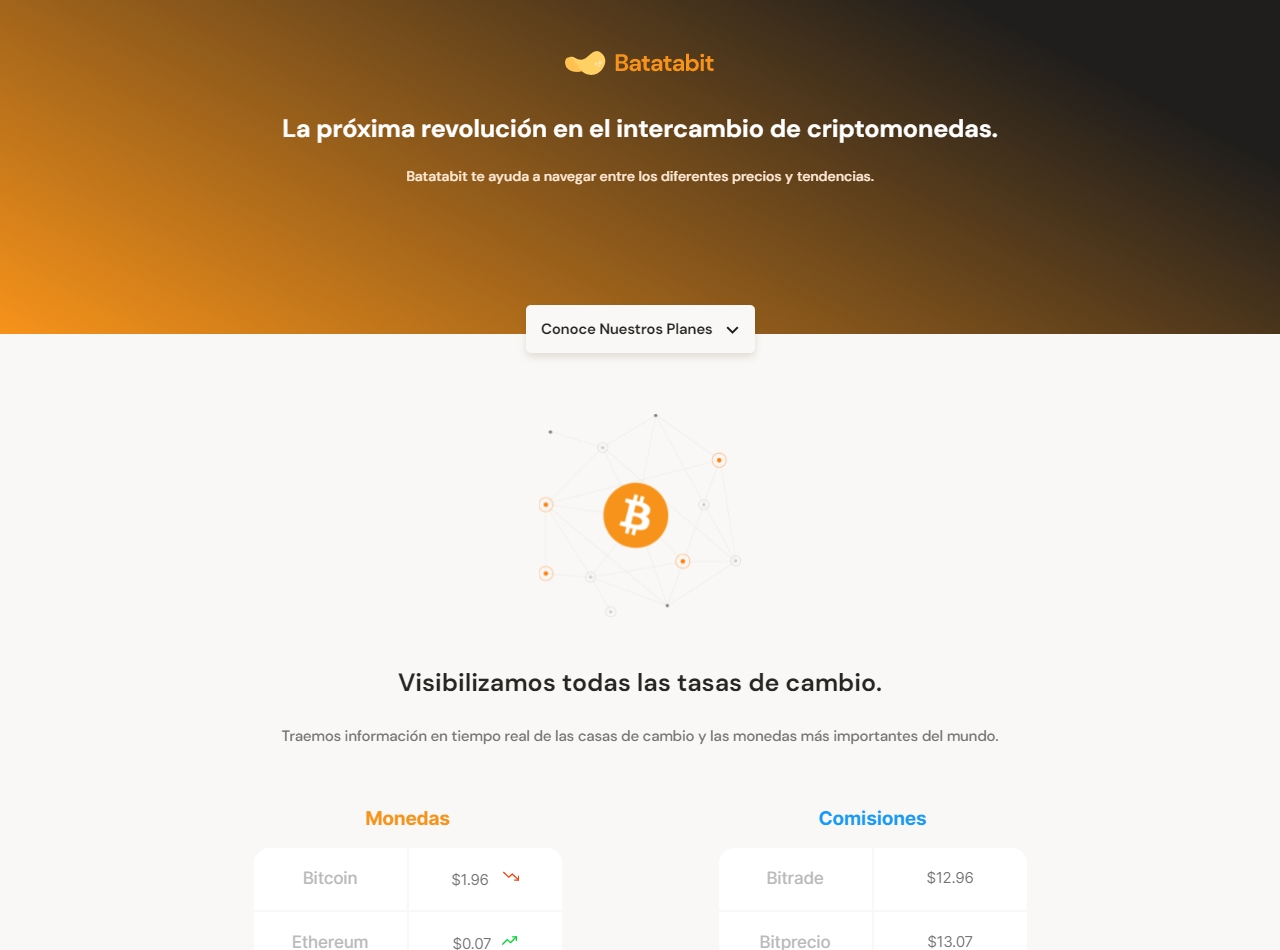 Batatabit
La próxima revolución en el intercambio de criptomonedas.
Batatabit te ayuda a navegar entre los diferentes precios y tendencias.
Conoce Nuestros Planes
Visibilizamos todas las tasas de cambio.
Traemos información en tiempo real de las casas de cambio y las monedas más importantes del mundo.
Monedas
Bitcoin $1.96
Ethereum $0.07
Comisiones
Bitrade $12.96
Bitprecio $13.07